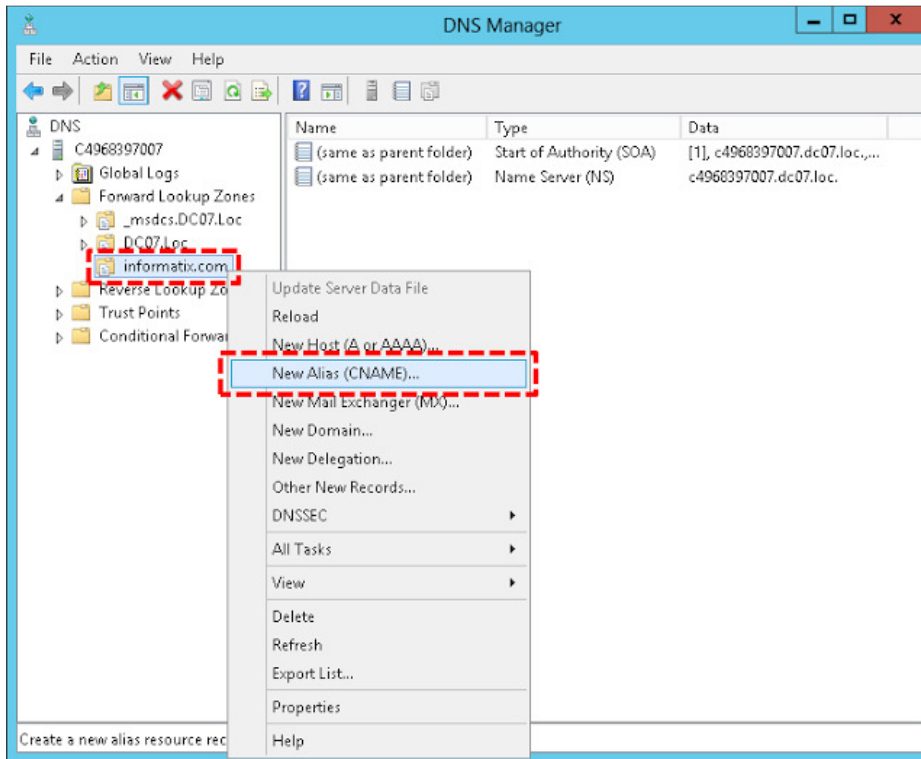 DNS Manager
File Action View Help
DNS
C4968397007
Global Logs
Forward Lookup Zones
_msdcs.DC07.Loc
DC07.Loc
informatix.com
Reverse Lookup Zo
Trust Points
Conditional Forwar
Name Type Data
(same as parent folder) Start of Authority (SOA) [1], c4968397007.dc07.loc.,...
(same as parent folder) Name Server (NS) c4968397007.dc07.loc.
Update Server Data File
Reload
New Host (A or AAAA)...
New Alias (CNAME)...
New Mail Exchanger (MX)...
New Domain...
New Delegation...
Other New Records...
DNSSEC
All Tasks
View
Delete
Refresh
Export List...
Properties
Help
Create a new alias resource rec